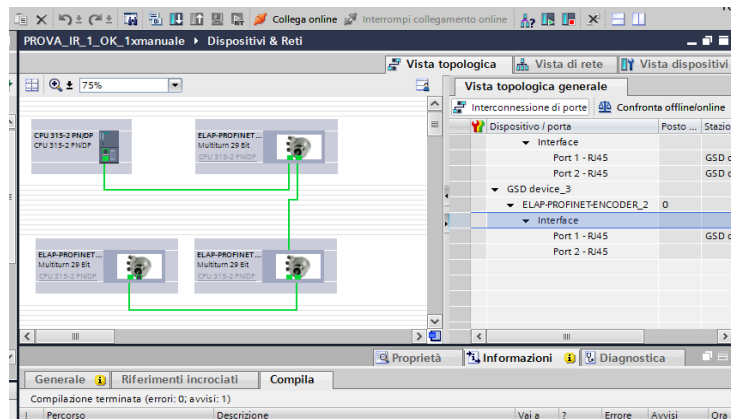 Collega online Interrompi collegamento online
PROVA_IR_1_OK_1xmanuale Dispositivi & Reti
Vista topologica Vista di rete Vista dispositivi
75% Vista topologica generale
Interconnessione di porte Confronta offline/online
Dispositivo / porta Posto ... Stazio
Interface
Port 1 - RJ45 GSD d
Port 2 - RJ45 GSD d
GSD device_3
ELAP-PROFINET-ENCODER_2 0
Interface
Port 1 - RJ45 GSD d
Port 2 - RJ45
CPU 315-2 PN/DP
CPU 315-2 PN/DP
ELAP-PROFINET...
Multiturn 29 Bit
CPU 315-2 PN/DP
ELAP-PROFINET...
Multiturn 29 Bit
CPU 315-2 PN/DP
ELAP-PROFINET...
Multiturn 29 Bit
CPU 315-2 PN/DP
Proprietà Informazioni Diagnostica
Generale Riferimenti incrociati Compila
Compilazione terminata (errori: 0; avvisi: 1)
! Percorso Descrizione Vai a ? Errore Avvisi Ora